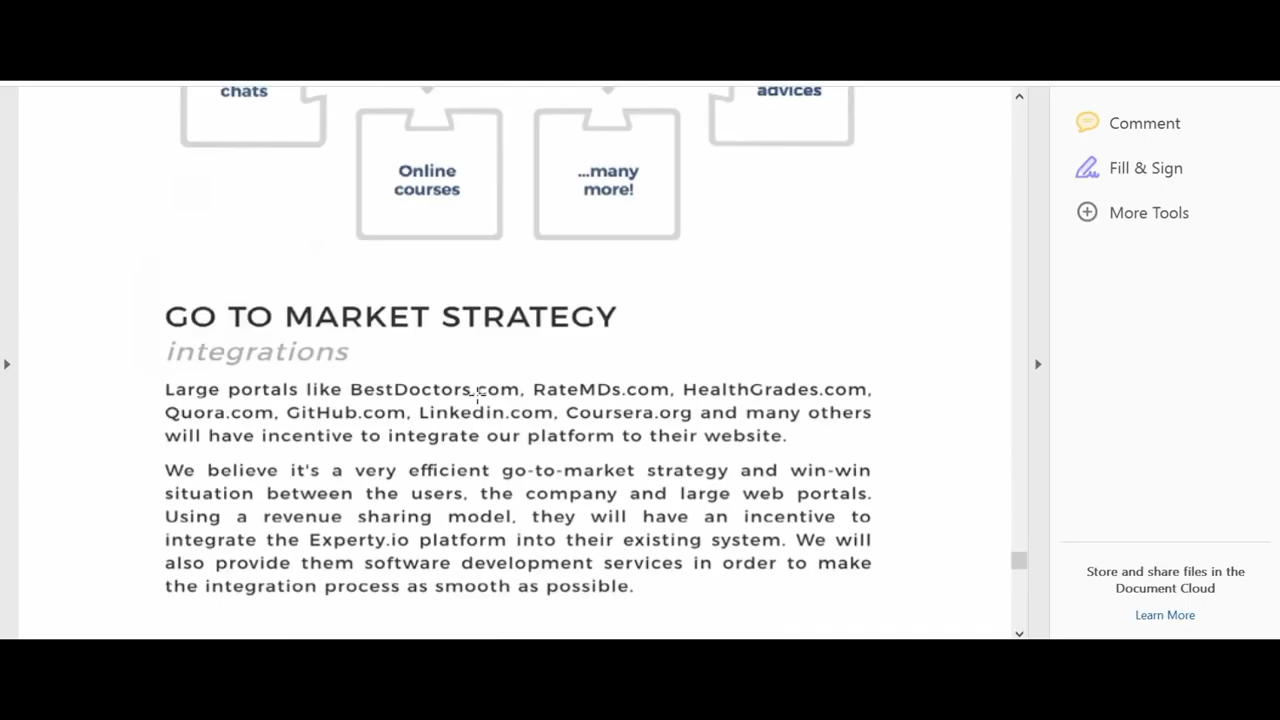 chats
advices
Online
courses
...many
more!
GO TO MARKET STRATEGY
integrations
Large portals like BestDoctors.com, RateMDs.com, HealthGrades.com,
Quora.com, GitHub.com, Linkedin.com, Coursera.org and many others
will have incentive to integrate our platform to their website.
We believe it's a very efficient go-to-market strategy and win-win
situation between the users, the company and large web portals.
Using a revenue sharing model, they will have an incentive to
integrate the Experty.io platform into their existing system. We will
also provide them software development services in order to make
the integration process as smooth as possible.
Comment
Fill & Sign
More Tools
Store and share files in the
Document Cloud
Learn More